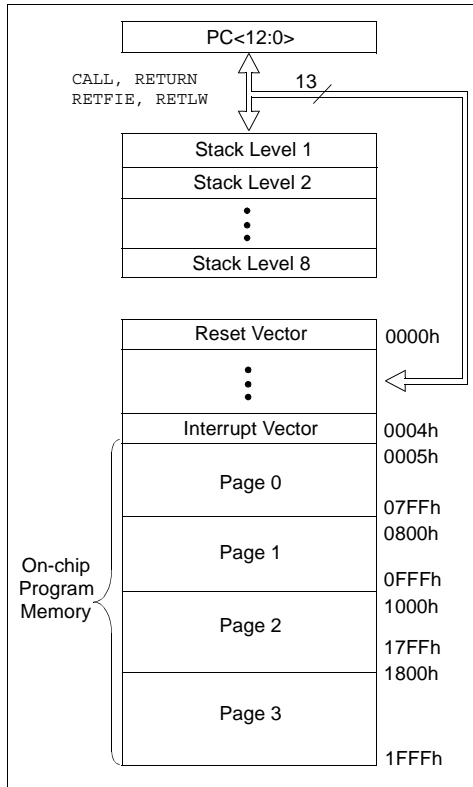 PC<12:0>
CALL, RETURN
RETFIE, RETLW
13
Stack Level 1
Stack Level 2
Stack Level 8
Reset Vector
0000h
Interrupt Vector
0004h
0005h
Page 0
07FFh
0800h
Page 1
On-chip
Program
Memory
0FFFh
1000h
Page 2
17FFh
1800h
Page 3
1FFFh